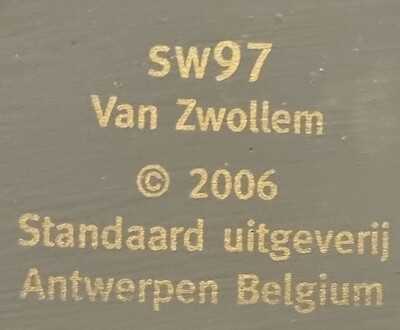 SW97
Van Zwollem
© 2006
Standaard uitgeverij
Antwerpen Belgium